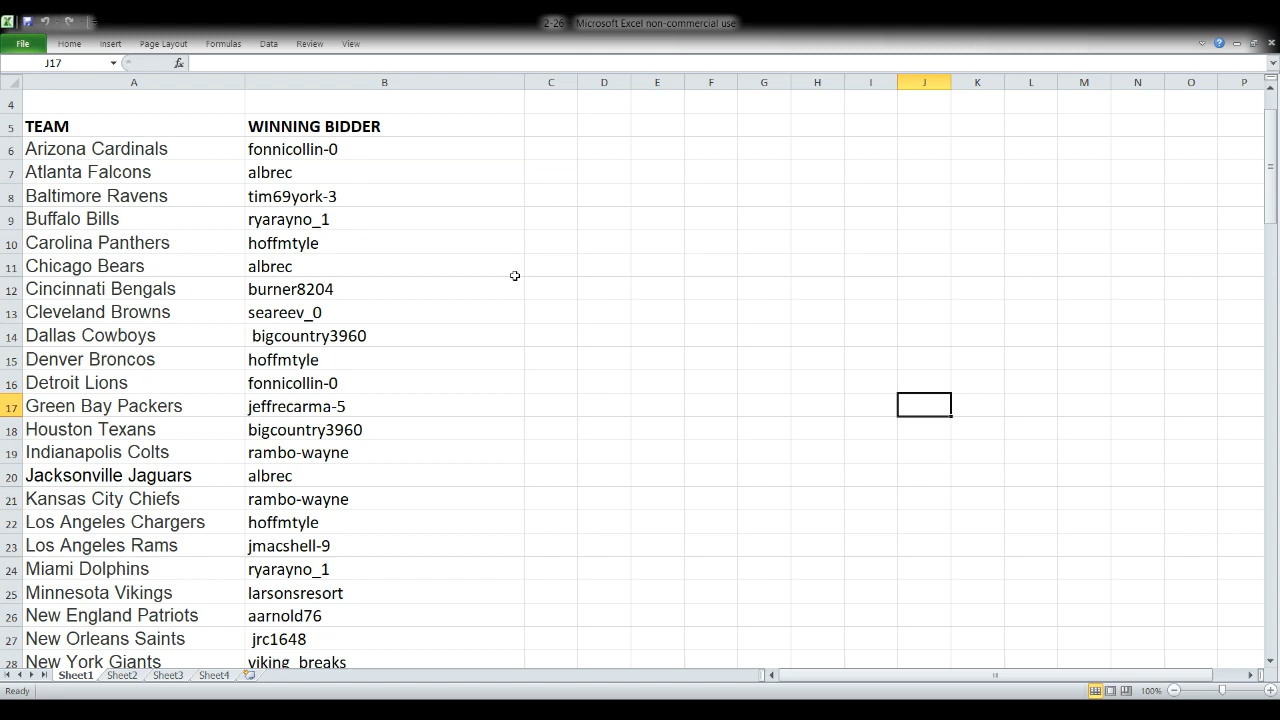 2-26 Microsoft Excel non-commercial use
File Home Insert Page Layout Formulas Data Review View
J17 fx
A B C D E F G H I J K L M N O P
4
5 TEAM WINNING BIDDER
6 Arizona Cardinals fonnicollin-0
7 Atlanta Falcons albrec
8 Baltimore Ravens tim69york-3
9 Buffalo Bills ryarayno_1
10 Carolina Panthers hoffmtyle
11 Chicago Bears albrec
12 Cincinnati Bengals burner8204
13 Cleveland Browns seareev_0
14 Dallas Cowboys bigcountry3960
15 Denver Broncos hoffmtyle
16 Detroit Lions fonnicollin-0
17 Green Bay Packers jeffrecarma-5
18 Houston Texans bigcountry3960
19 Indianapolis Colts rambo-wayne
20 Jacksonville Jaguars albrec
21 Kansas City Chiefs rambo-wayne
22 Los Angeles Chargers hoffmtyle
23 Los Angeles Rams jmacshell-9
24 Miami Dolphins ryarayno_1
25 Minnesota Vikings larsonsresort
26 New England Patriots aarnold76
27 New Orleans Saints jrc1648
28 New York Giants viking_breaks
Sheet1 Sheet2 Sheet3 Sheet4
Ready 100%